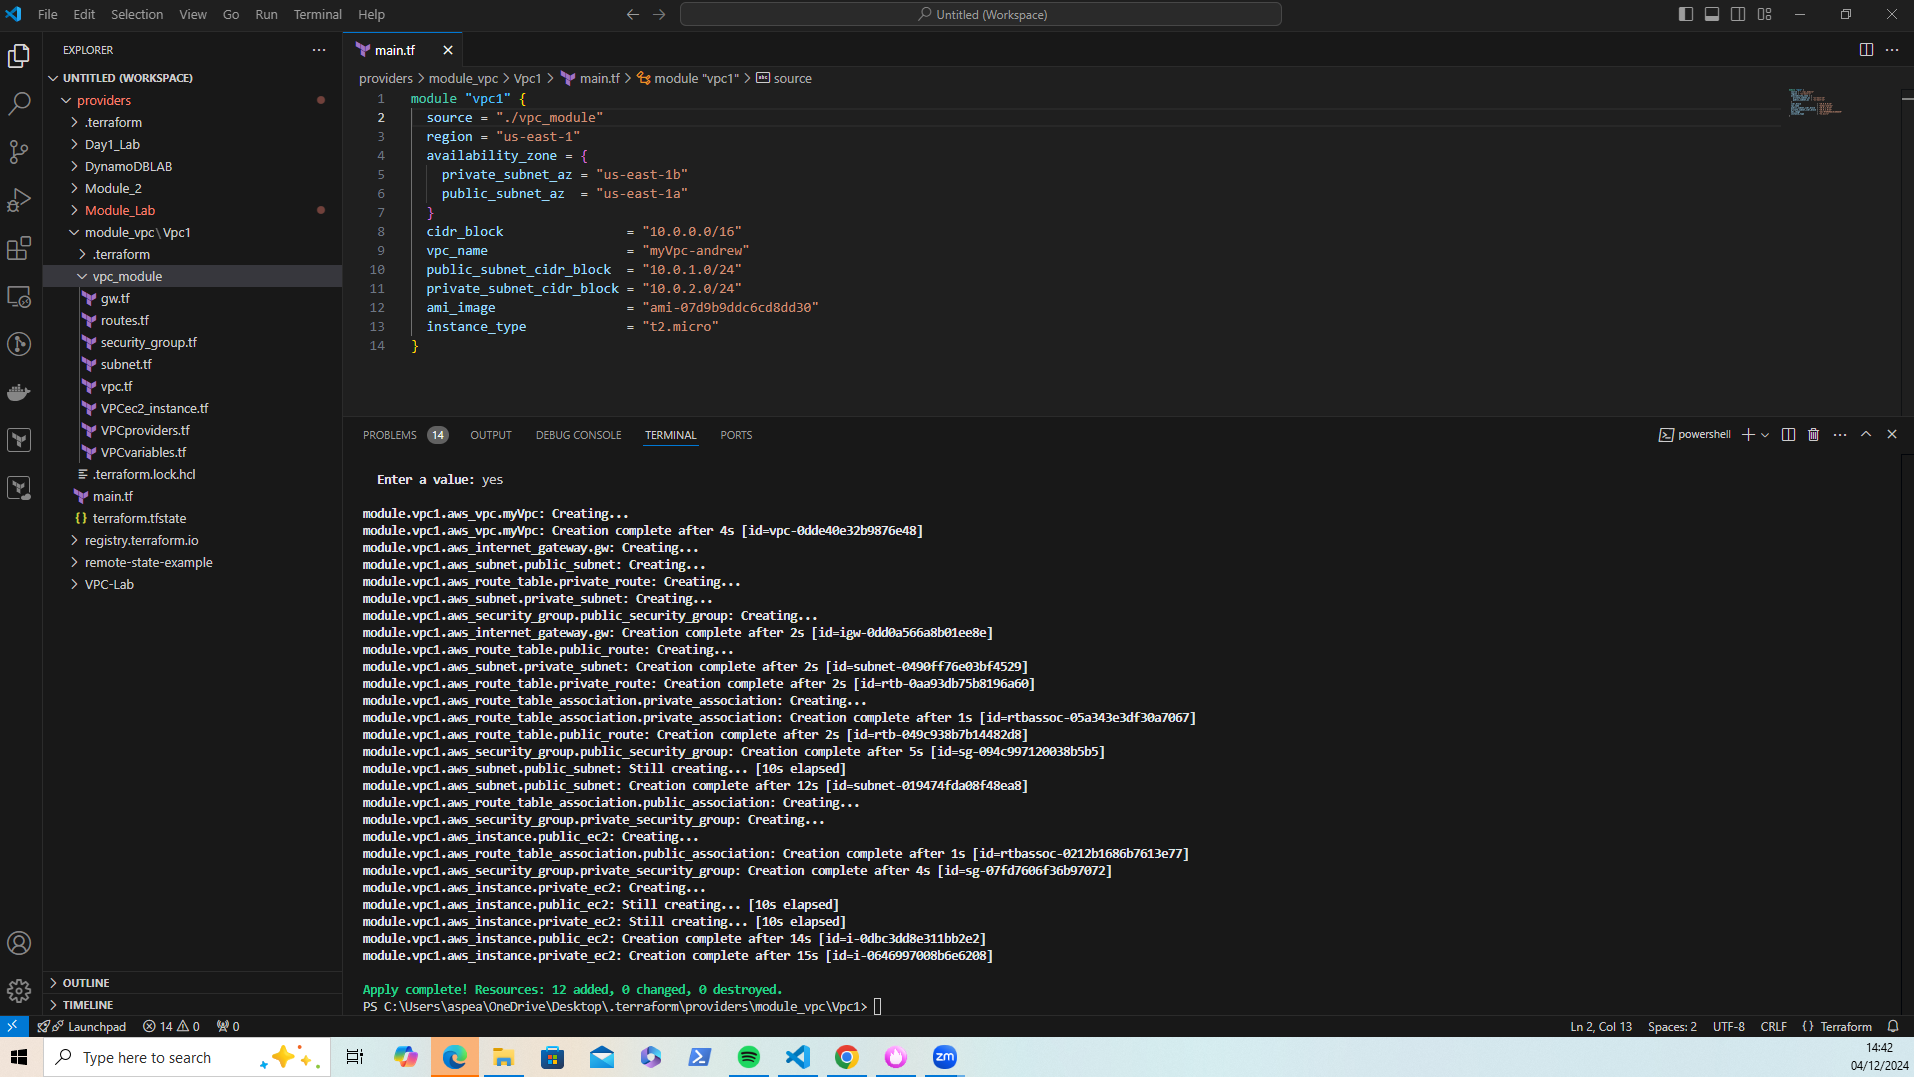 File Edit Selection View Go Run Terminal Help
Untitled (Workspace)
EXPLORER
UNTITLED (WORKSPACE)
providers
.terraform
Day1_Lab
DynamoDBLAB
Module_2
Module_Lab
module_vpc\Vpc1
.terraform
vpc_module
gw.tf
routes.tf
security_group.tf
subnet.tf
vpc.tf
VPCec2_instance.tf
VPCproviders.tf
VPCvariables.tf
.terraform.lock.hcl
main.tf
terraform.tfstate
registry.terraform.io
remote-state-example
VPC-Lab
OUTLINE
TIMELINE
main.tf
providers > module_vpc > Vpc1 > main.tf > module "vpc1" > source
1 module "vpc1" {
2 source = "./vpc_module"
3 region = "us-east-1"
4 availability_zone = {
5 private_subnet_az = "us-east-1b"
6 public_subnet_az = "us-east-1a"
7 }
8 cidr_block = "10.0.0.0/16"
9 vpc_name = "myVpc-andrew"
10 public_subnet_cidr_block = "10.0.1.0/24"
11 private_subnet_cidr_block = "10.0.2.0/24"
12 ami_image = "ami-07d9b9ddc6cd8dd30"
13 instance_type = "t2.micro"
14 }
PROBLEMS 14 OUTPUT DEBUG CONSOLE TERMINAL PORTS
powershell
Enter a value: yes
module.vpc1.aws_vpc.myVpc: Creating...
module.vpc1.aws_vpc.myVpc: Creation complete after 4s [id=vpc-0dde40e32b9876e48]
module.vpc1.aws_internet_gateway.gw: Creating...
module.vpc1.aws_subnet.public_subnet: Creating...
module.vpc1.aws_route_table.private_route: Creating...
module.vpc1.aws_subnet.private_subnet: Creating...
module.vpc1.aws_security_group.public_security_group: Creating...
module.vpc1.aws_internet_gateway.gw: Creation complete after 2s [id=igw-0dd0a566a8b01ee8e]
module.vpc1.aws_route_table.public_route: Creating...
module.vpc1.aws_subnet.private_subnet: Creation complete after 2s [id=subnet-0490ff76e03bf4529]
module.vpc1.aws_route_table.private_route: Creation complete after 2s [id=rtb-0aa93db75b8196a60]
module.vpc1.aws_route_table_association.private_association: Creating...
module.vpc1.aws_route_table_association.private_association: Creation complete after 1s [id=rtbassoc-05a343e3df30a7067]
module.vpc1.aws_route_table.public_route: Creation complete after 2s [id=rtb-049c938b7b14482d8]
module.vpc1.aws_security_group.public_security_group: Creation complete after 5s [id=sg-094c997120038b5b5]
module.vpc1.aws_subnet.public_subnet: Still creating... [10s elapsed]
module.vpc1.aws_subnet.public_subnet: Creation complete after 12s [id=subnet-019474fda08f48ea8]
module.vpc1.aws_route_table_association.public_association: Creating...
module.vpc1.aws_security_group.private_security_group: Creating...
module.vpc1.aws_instance.public_ec2: Creating...
module.vpc1.aws_route_table_association.public_association: Creation complete after 1s [id=rtbassoc-0212b1686b7613e77]
module.vpc1.aws_security_group.private_security_group: Creation complete after 4s [id=sg-07fd7606f36b97072]
module.vpc1.aws_instance.private_ec2: Creating...
module.vpc1.aws_instance.public_ec2: Still creating... [10s elapsed]
module.vpc1.aws_instance.private_ec2: Still creating... [10s elapsed]
module.vpc1.aws_instance.public_ec2: Creation complete after 14s [id=i-0dbc3dd8e311bb2e2]
module.vpc1.aws_instance.private_ec2: Creation complete after 15s [id=i-0646997008b6e6208]
Apply complete! Resources: 12 added, 0 changed, 0 destroyed.
PS C:\Users\aspea\OneDrive\Desktop\.terraform\providers\module_vpc\Vpc1>
Launchpad 14 0 0
Ln 2, Col 13 Spaces: 2 UTF-8 CRLF {} Terraform
Type here to search
zm
14:42
04/12/2024